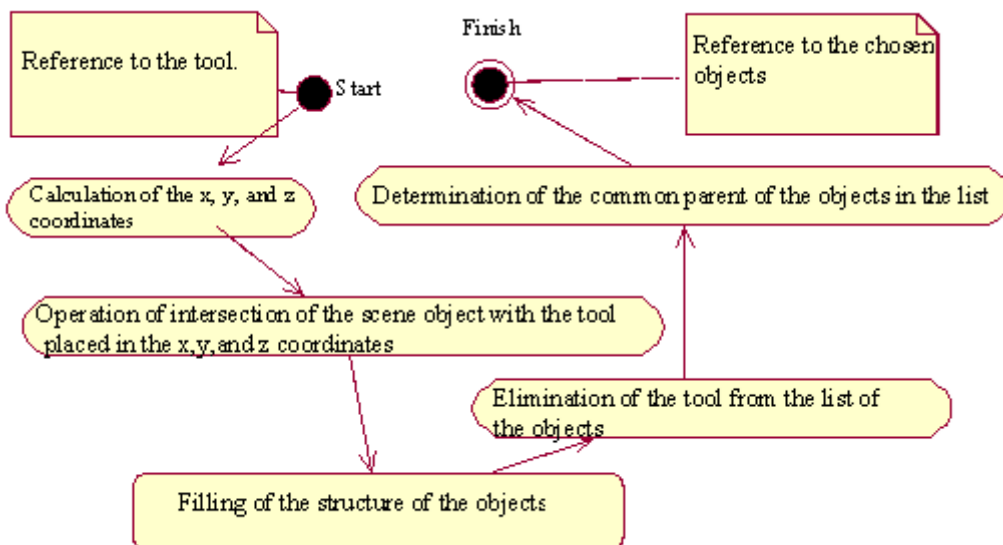 Reference to the tool.
Start
Finish
Reference to the chosen
objects
Calculation of the x, y, and z
coordinates
Determination of the common parent of the objects in the list
Operation of intersection of the scene object with the tool
placed in the x,y,and z coordinates
Elimination of the tool from the list of
the objects
Filling of the structure of the objects